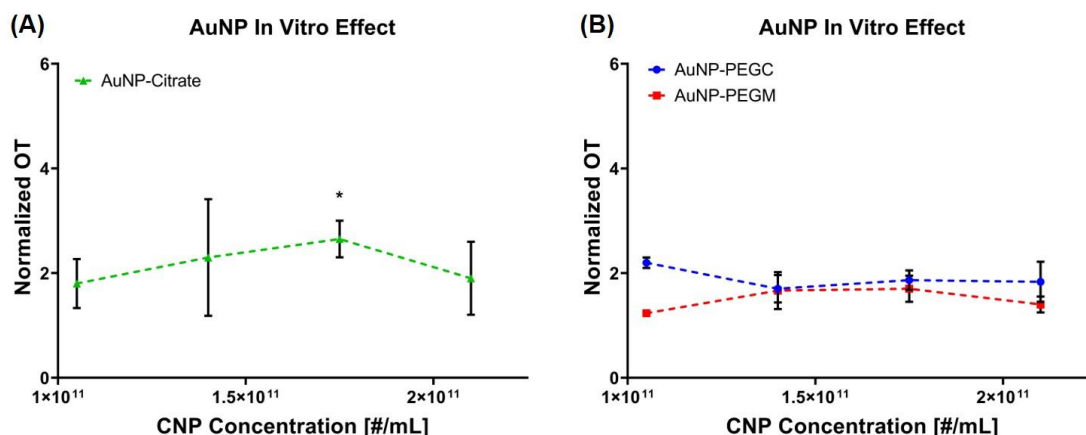 (A)
AuNP In Vitro Effect
6
4
2
0
Normalized OT
AuNP-Citrate
*
1×10¹¹
1.5×10¹¹
2×10¹¹
CNP Concentration [#/mL]
(B)
AuNP In Vitro Effect
6
4
2
0
Normalized OT
AuNP-PEGC
AuNP-PEGM
1×10¹¹
1.5×10¹¹
2×10¹¹
CNP Concentration [#/mL]